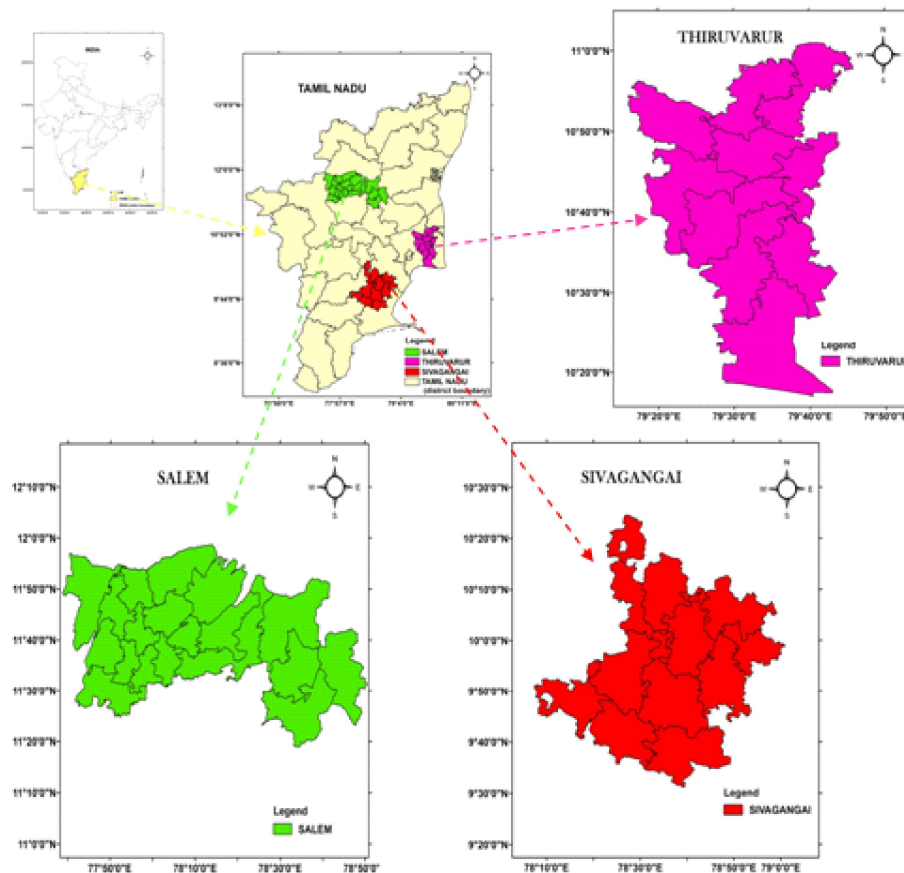 INDIA
TAMIL NADU
Legend
SALEM
THIRUVARUR
SIVAGANGAI
TAMIL NADU
(district boundary)
THIRUVARUR
N
W
S
11°0'0"N
10°50'0"N
10°40'0"N
10°30'0"N
10°20'0"N
Legend
THIRUVARUR
79°20'0"E
79°30'0"E
79°40'0"E
79°50'0"E
SALEM
N
W
E
S
12°10'0"N
12°0'0"N
11°50'0"N
11°40'0"N
11°30'0"N
11°20'0"N
11°10'0"N
11°0'0"N
Legend
SALEM
77°50'0"E
78°10'0"E
78°30'0"E
78°50'0"E
SIVAGANGAI
N
W
E
S
10°30'0"N
10°20'0"N
10°10'0"N
10°0'0"N
9°50'0"N
9°40'0"N
9°30'0"N
9°20'0"N
Legend
SIVAGANGAI
78°10'0"E
78°30'0"E
78°50'0"E
79°0'0"E